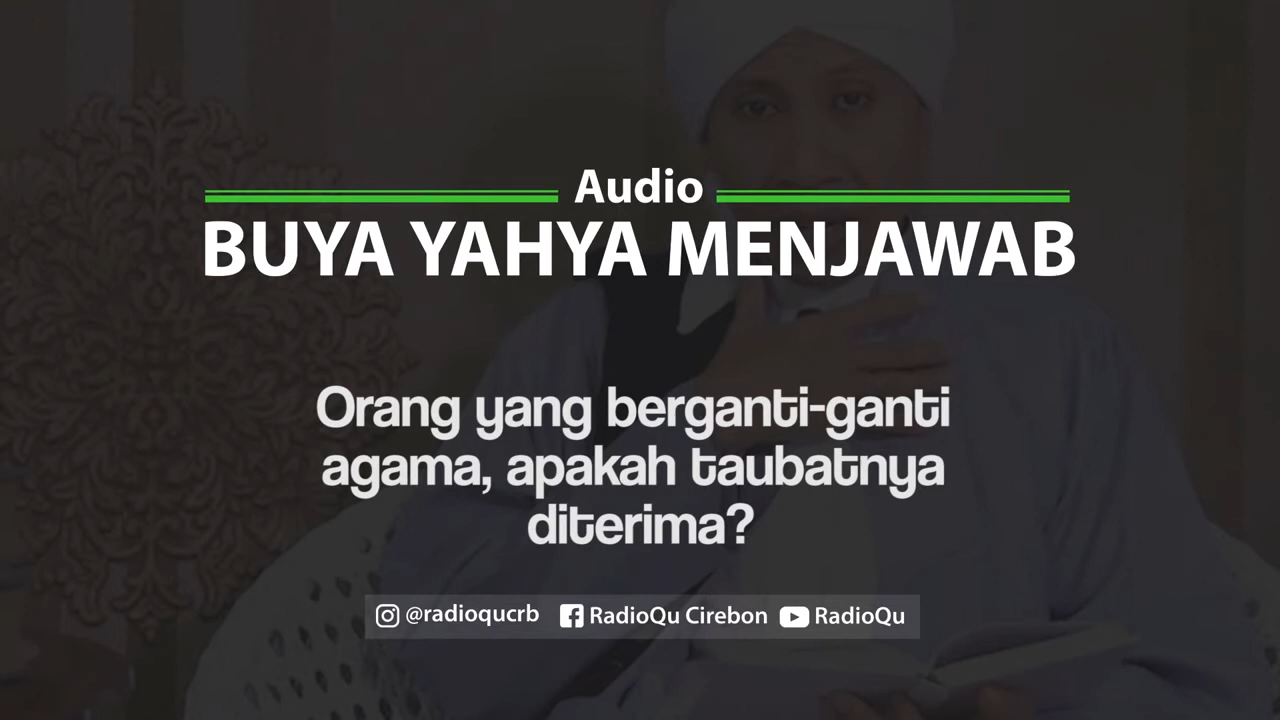 Audio
BUYA YAHYA MENJAWAB
Orang yang berganti-ganti
agama, apakah taubatnya
diterima?
@radioqucrb RadioQu Cirebon RadioQu